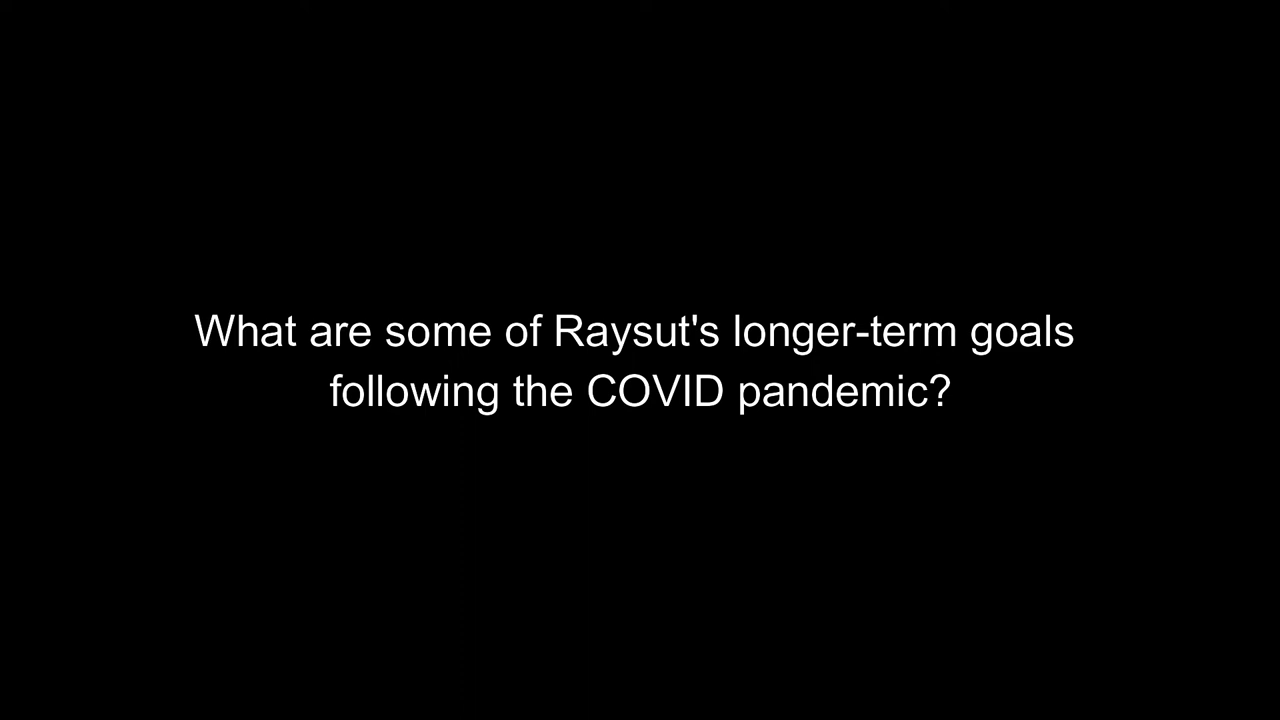 What are some of Raysut's longer-term goals
following the COVID pandemic?